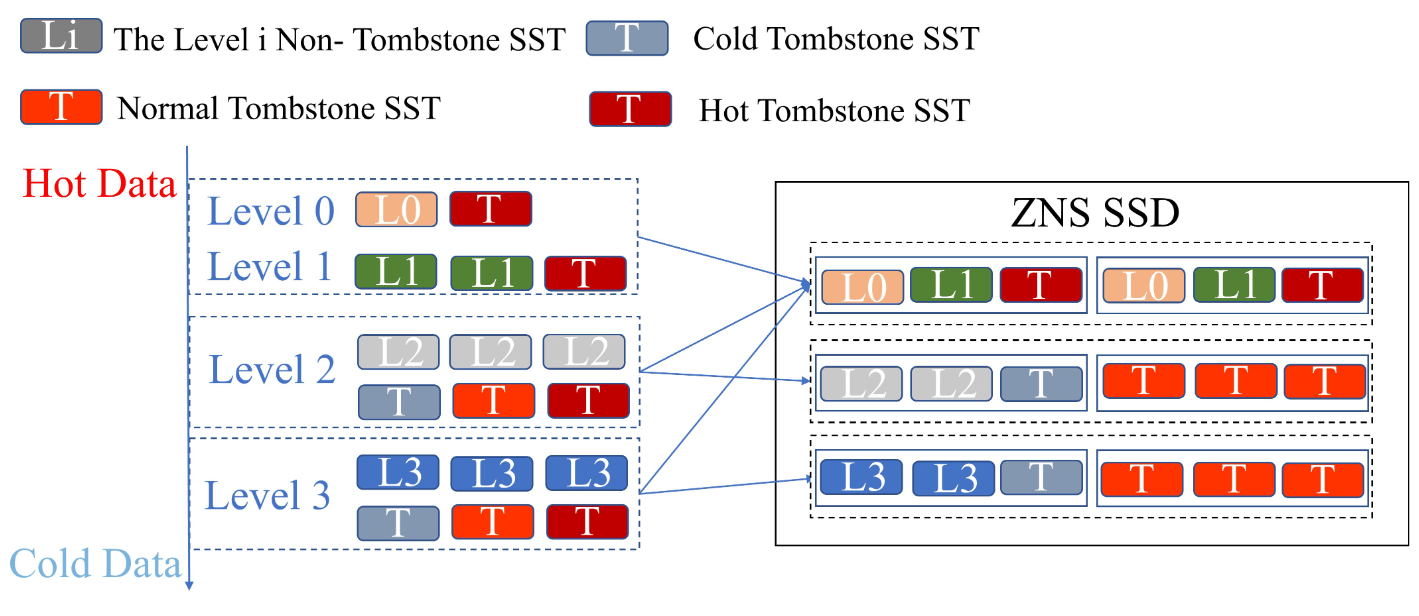 Li The Level i Non- Tombstone SST T Cold Tombstone SST
T Normal Tombstone SST T Hot Tombstone SST
Hot Data
Level 0 L0 T
Level 1 L1 L1 T
Level 2
L2 L2 L2
T T T
Level 3
L3 L3 L3
T T T
Cold Data
ZNS SSD
L0 L1 T L0 L1 T
L2 L2 T T T T
L3 L3 T T T T